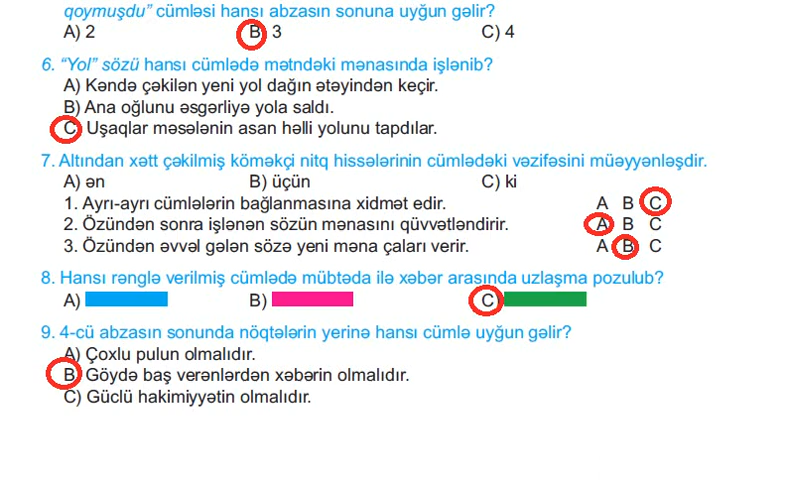 qoymuşdu” cümləsi hansı abzasın sonuna uyğun gəlir?
A) 2 B) 3 C) 4
6. “Yol” sözü hansı cümlədə mətndəki mənasında işlənib?
A) Kəndə çəkilən yeni yol dağın ətəyindən keçir.
B) Ana oğlunu əsgərliyə yola saldı.
C) Uşaqlar məsələnin asan həlli yolunu tapdılar.
7. Altından xətt çəkilmiş köməkçi nitq hissələrinin cümlədəki vəzifəsini müəyyənləşdir.
A) ən B) üçün C) ki
1. Ayrı-ayrı cümlələrin bağlanmasına xidmət edir. A B C
2. Özündən sonra işlənən sözün mənasını qüvvətləndirir. A B C
3. Özündən əvvəl gələn sözə yeni məna çaları verir. A B C
8. Hansı rənglə verilmiş cümlədə mübtəda ilə xəbər arasında uzlaşma pozulub?
A) B) C)
9. 4-cü abzasın sonunda nöqtələrin yerinə hansı cümlə uyğun gəlir?
A) Çoxlu pulun olmalıdır.
B) Göydə baş verənlərdən xəbərin olmalıdır.
C) Güclü hakimiyyətin olmalıdır.